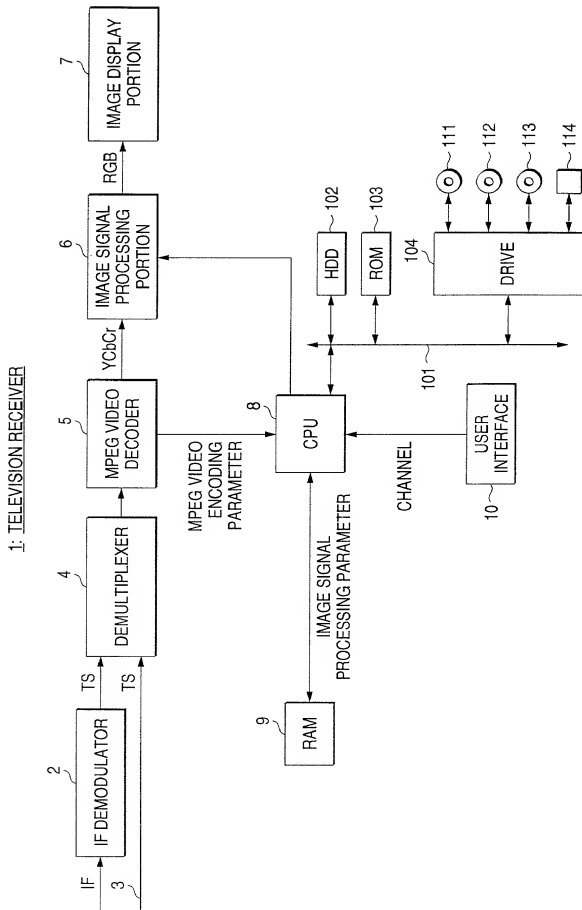 1: TELEVISION RECEIVER
IF
3
2
IF DEMODULATOR
TS
TS
4
DEMULTIPLEXER
5
MPEG VIDEO
DECODER
YCbCr
6
IMAGE SIGNAL
PROCESSING
PORTION
RGB
7
IMAGE DISPLAY
PORTION
MPEG VIDEO
ENCODING
PARAMETER
9
RAM
IMAGE SIGNAL
PROCESSING PARAMETER
8
CPU
CHANNEL
USER
INTERFACE
10
101
102
HDD
103
ROM
104
DRIVE
111
112
113
114